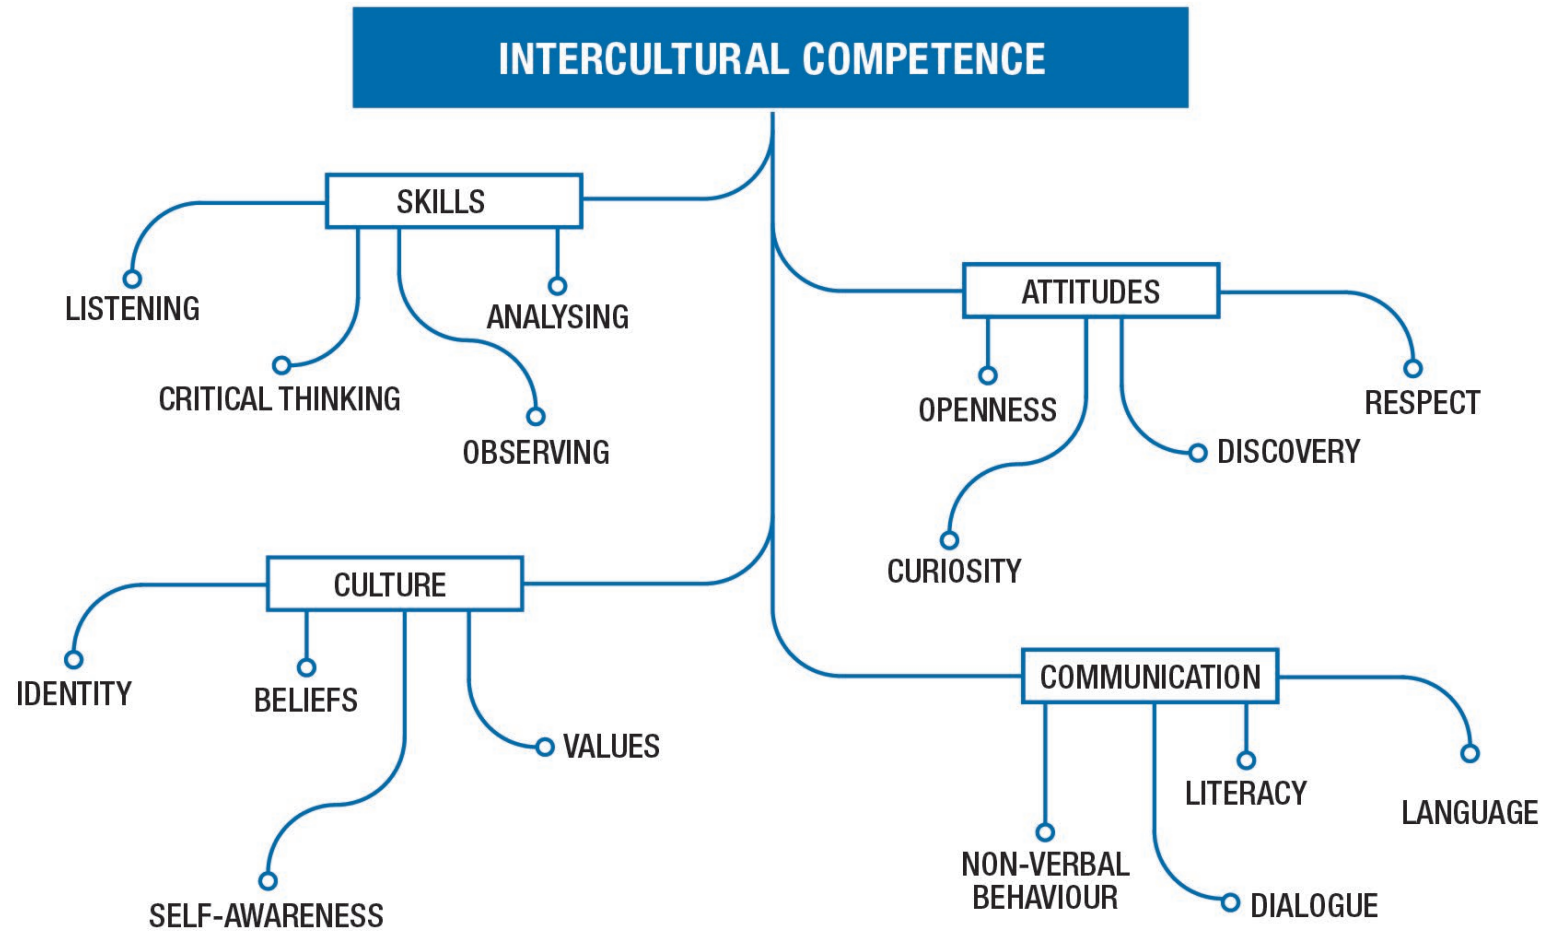 INTERCULTURAL COMPETENCE
SKILLS
LISTENING
CRITICAL THINKING
OBSERVING
ANALYSING
ATTITUDES
OPENNESS
CURIOSITY
DISCOVERY
RESPECT
CULTURE
IDENTITY
BELIEFS
SELF-AWARENESS
VALUES
COMMUNICATION
NON-VERBAL
BEHAVIOUR
DIALOGUE
LITERACY
LANGUAGE